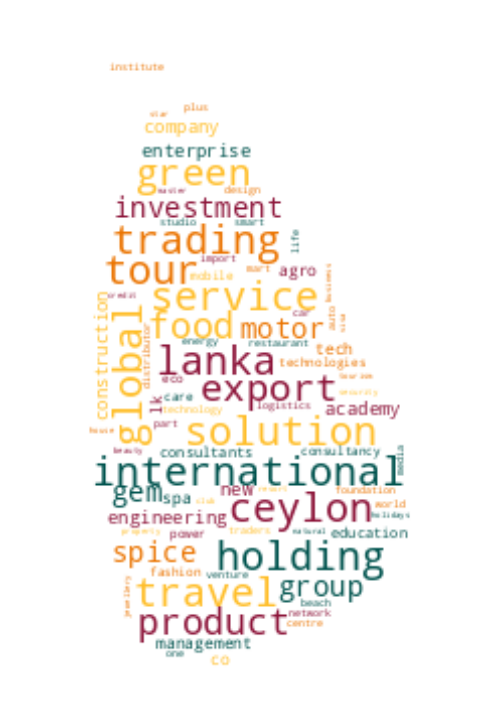 institute
star plus
company
enterprise
green
master design
investment
studio smart
trading life
import
tour mart agro
mobile business
credit service car
construction global food motor auto visa
distributor energy restaurant
lanka tech
technologies
eco export tourism
care security
lk technology logistics academy
part solution
house
beauty consultants consultancy media
international
gem spa new resort foundation
club ceylon world
engineering holidays
property power traders natural education
spice holding
fashion venture
jewellery travel group
beach
product network
centre
management
one
co